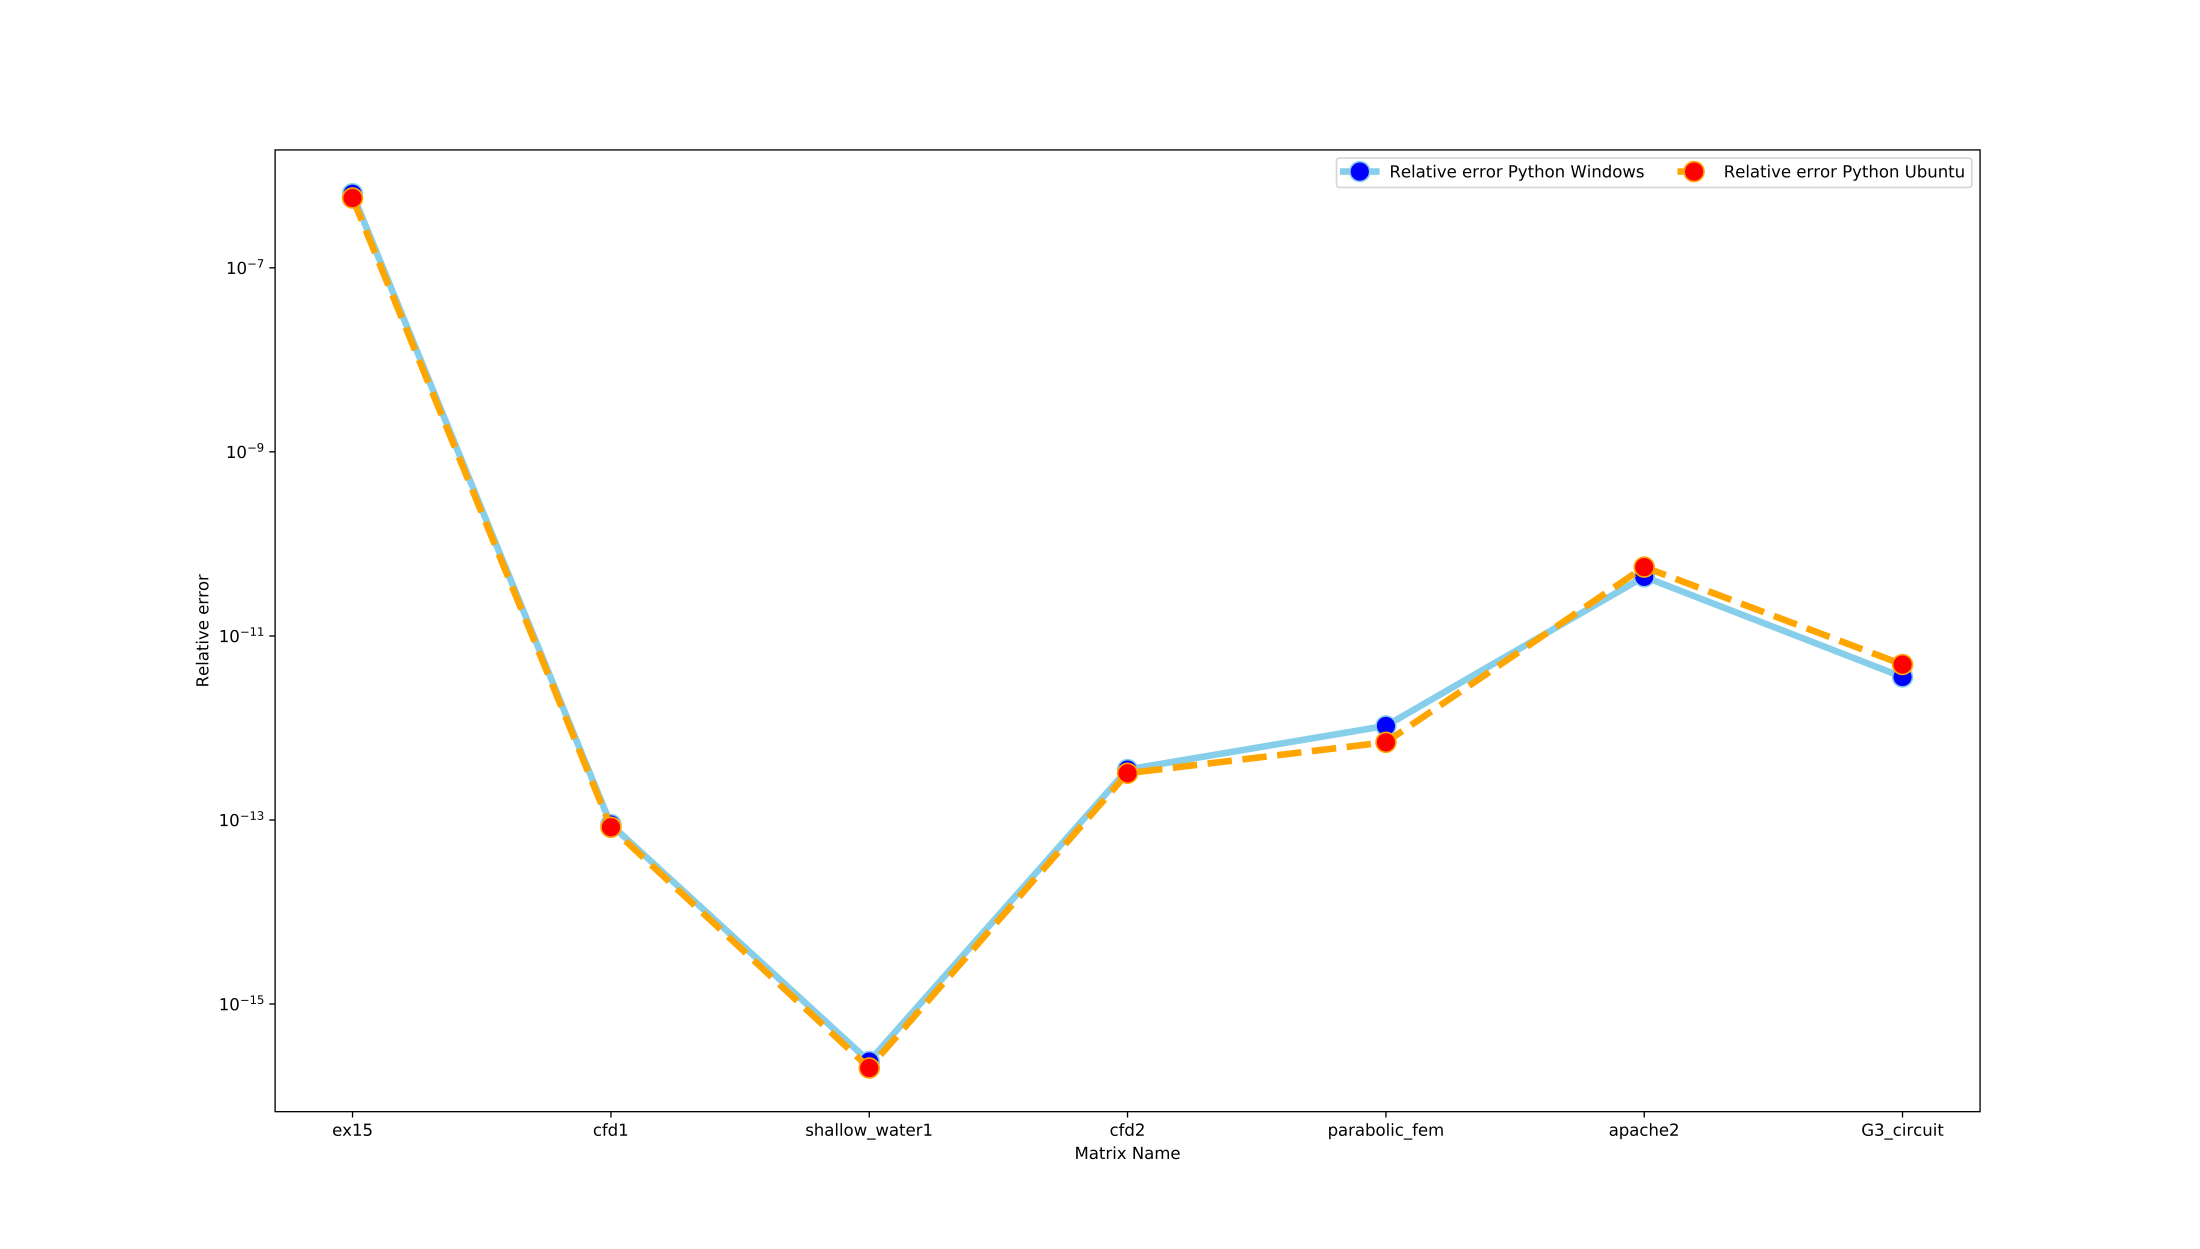 Relative error Python Windows
Relative error Python Ubuntu
10⁻⁷
10⁻⁹
10⁻¹¹
10⁻¹³
10⁻¹⁵
Relative error
ex15
cfd1
shallow_water1
cfd2
parabolic_fem
apache2
G3_circuit
Matrix Name